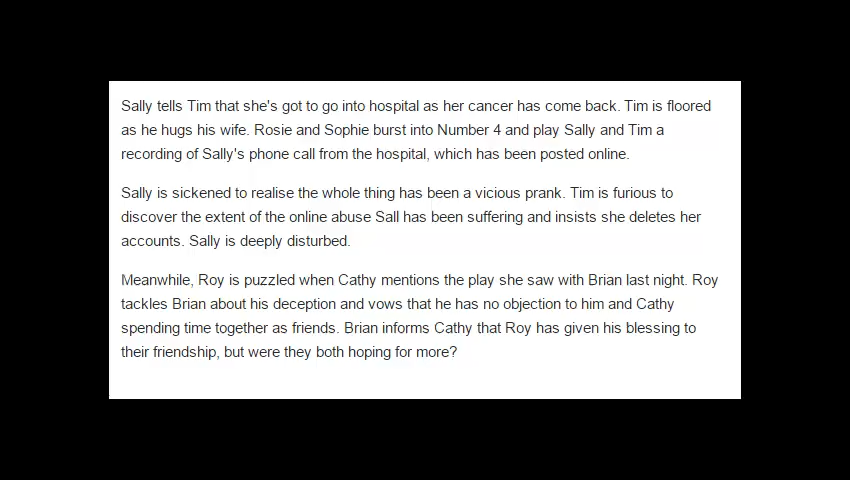 Sally tells Tim that she's got to go into hospital as her cancer has come back. Tim is floored
as he hugs his wife. Rosie and Sophie burst into Number 4 and play Sally and Tim a
recording of Sally's phone call from the hospital, which has been posted online.
Sally is sickened to realise the whole thing has been a vicious prank. Tim is furious to
discover the extent of the online abuse Sall has been suffering and insists she deletes her
accounts. Sally is deeply disturbed.
Meanwhile, Roy is puzzled when Cathy mentions the play she saw with Brian last night. Roy
tackles Brian about his deception and vows that he has no objection to him and Cathy
spending time together as friends. Brian informs Cathy that Roy has given his blessing to
their friendship, but were they both hoping for more?